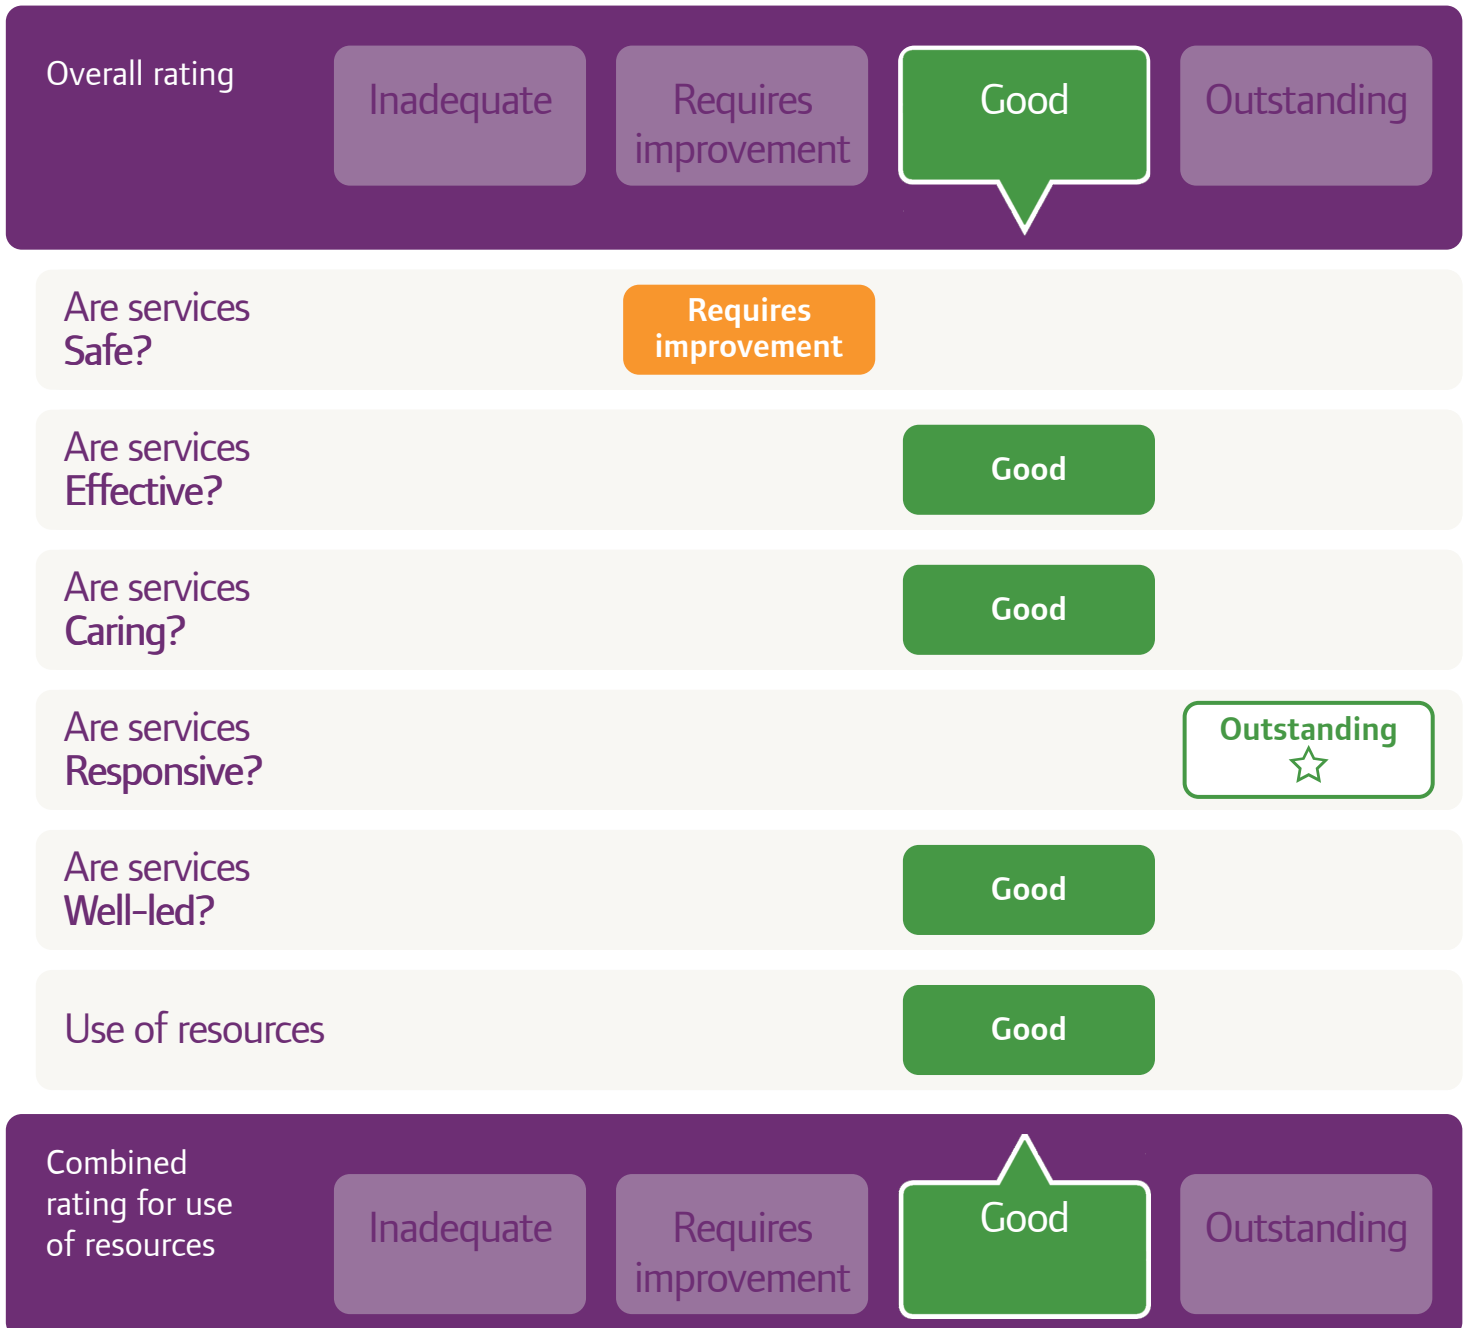 Overall rating
Inadequate
Requires
improvement
Good
Outstanding
Are services
Safe?
Requires
improvement
Are services
Effective?
Good
Are services
Caring?
Good
Are services
Responsive?
Outstanding
Are services
Well-led?
Good
Use of resources
Good
Combined
rating for use
of resources
Inadequate
Requires
improvement
Good
Outstanding